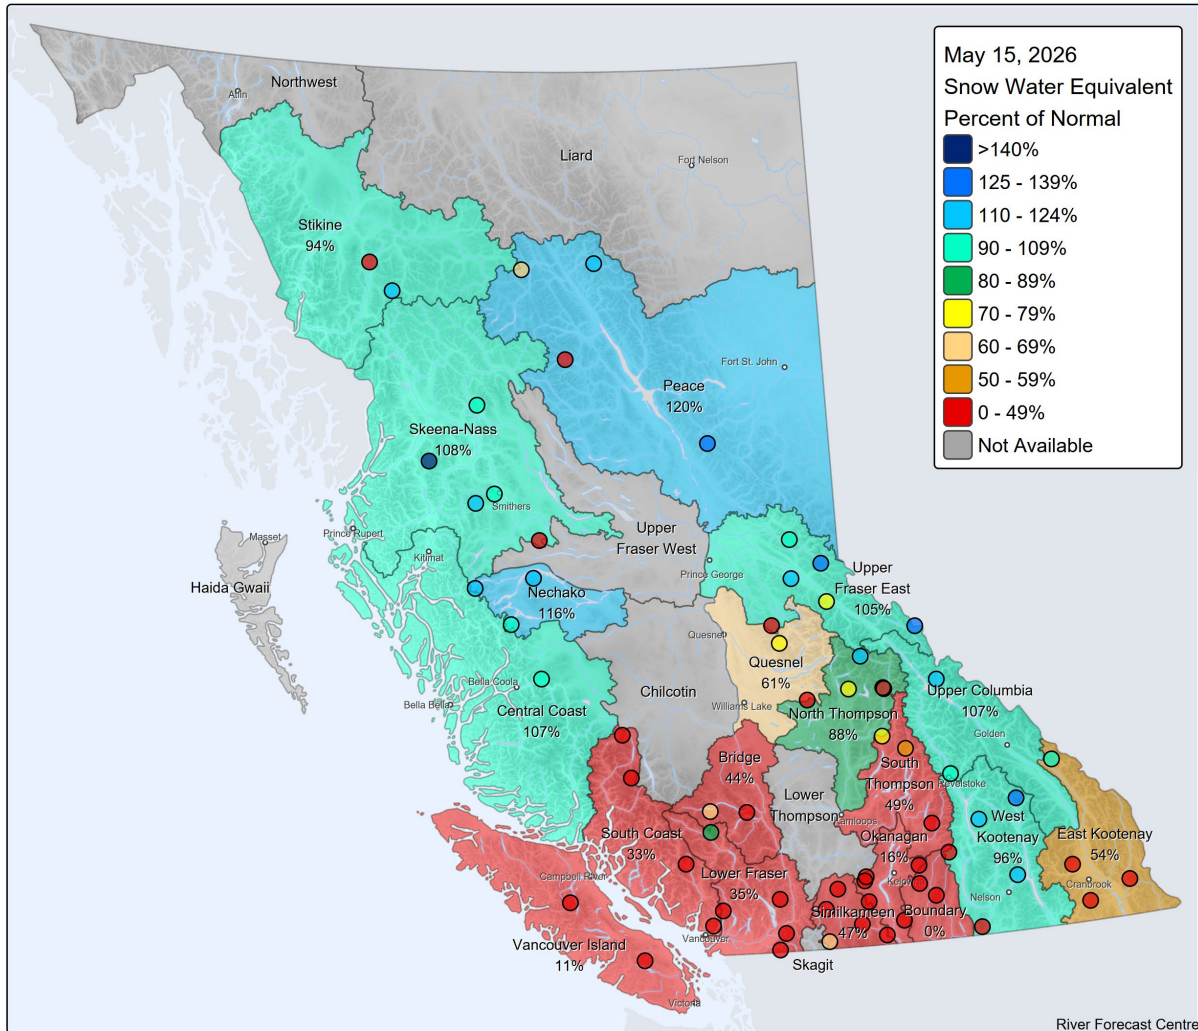 May 15, 2026
Snow Water Equivalent
Percent of Normal
>140%
125 - 139%
110 - 124%
90 - 109%
80 - 89%
70 - 79%
60 - 69%
50 - 59%
0 - 49%
Not Available
Northwest
Atlin
Liard
Fort Nelson
Stikine
94%
Fort St. John
Peace
120%
Skeena-Nass
108%
Smithers
Prince Rupert
Kitimat
Masset
Haida Gwaii
Upper
Fraser West
Prince George
Upper
Fraser East
105%
Nechako
116%
Quesnel
Quesnel
61%
Chilcotin
Bella Coola
Bella Bella
Central Coast
107%
Williams Lake
North Thompson
88%
Upper Columbia
107%
Golden
Bridge
44%
South
Thompson
49%
Revelstoke
Lower
Thompson
Kamloops
West
Kootenay
96%
East Kootenay
54%
Cranbrook
South Coast
33%
Okanagan
16%
Lower Fraser
35%
Campbell River
Nelson
Similkameen
47%
Boundary
0%
Vancouver
Vancouver Island
11%
Skagit
Victoria
River Forecast Centre